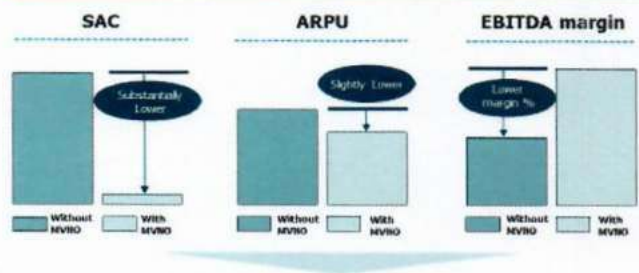 SAC
ARPU
EBITDA margin
Substantially
Lower
Slightly Lower
Lower
margin %
Without
MVNO
With
MVNO
Without
MVNO
With
MVNO
Without
MVNO
With
MVNO